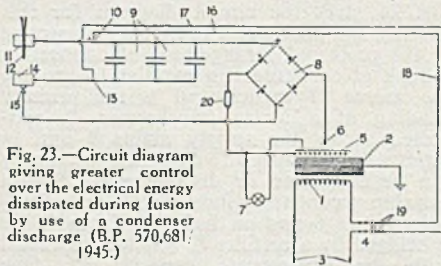 10 9 17 16
11
12
14
15
13
8
18
20
6 5
2
7
1
19
4
3
Fig. 23.—Circuit diagram
giving greater control
over the electrical energy
dissipated during fusion
by use of a condenser
discharge (B.P. 570,681/
1945.)